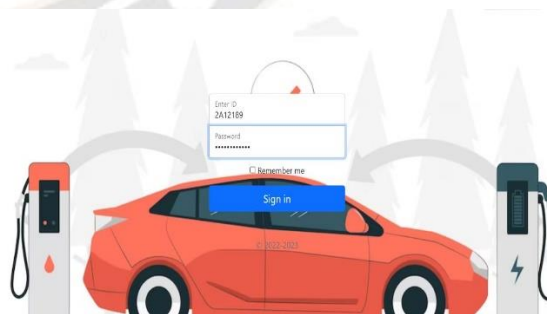 Enter ID
2A12189
Password
••••••••••••
Remember me
Sign in
© 2022-2023